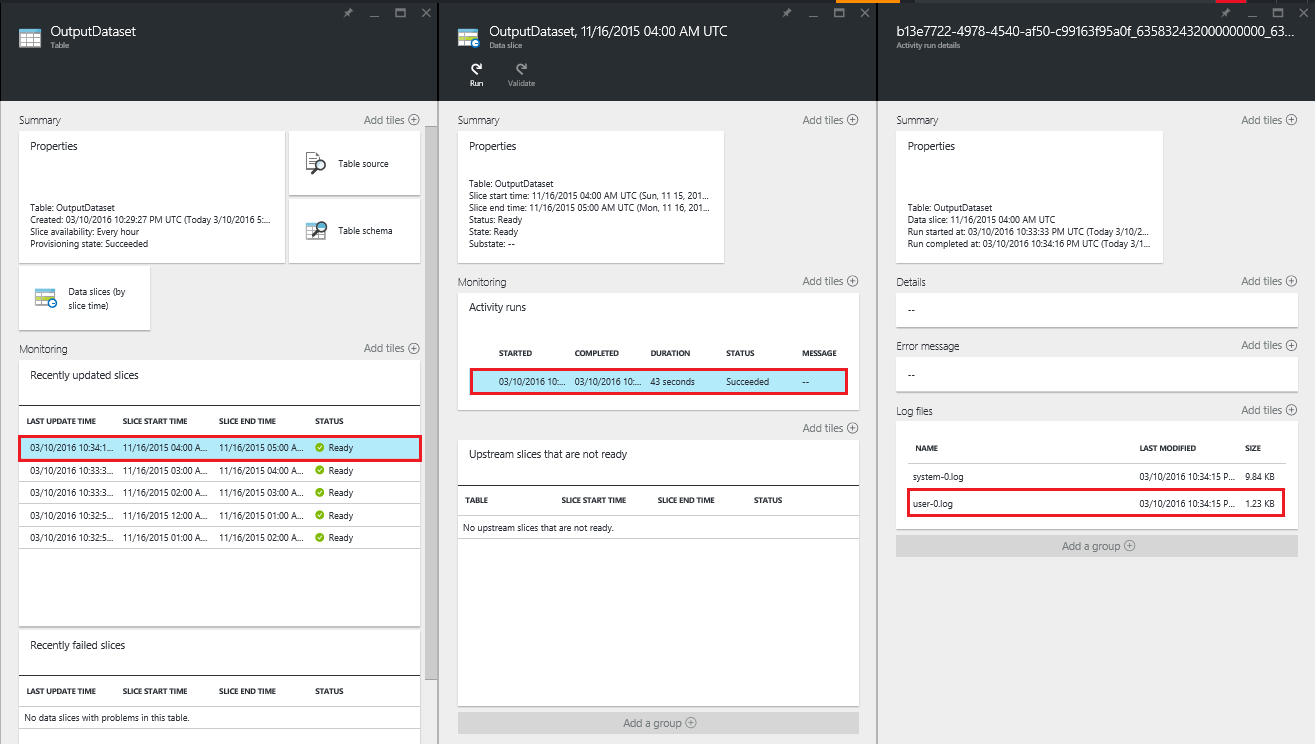 OutputDataset
Table
Summary
Add tiles
Properties
Table: OutputDataset
Created: 03/10/2016 10:29:27 PM UTC (Today 3/10/2016 5:...
Slice availability: Every hour
Provisioning state: Succeeded
Table source
Table schema
Data slices (by
slice time)
Monitoring
Add tiles
Recently updated slices
LAST UPDATE TIME SLICE START TIME SLICE END TIME STATUS
03/10/2016 10:34:1... 11/16/2015 04:00 A... 11/16/2015 05:00 A... Ready
03/10/2016 10:33:3... 11/16/2015 03:00 A... 11/16/2015 04:00 A... Ready
03/10/2016 10:33:3... 11/16/2015 02:00 A... 11/16/2015 03:00 A... Ready
03/10/2016 10:32:5... 11/16/2015 12:00 A... 11/16/2015 01:00 A... Ready
03/10/2016 10:32:5... 11/16/2015 01:00 A... 11/16/2015 02:00 A... Ready
Recently failed slices
LAST UPDATE TIME SLICE START TIME SLICE END TIME STATUS
No data slices with problems in this table.
OutputDataset, 11/16/2015 04:00 AM UTC
Data slice
Run
Validate
Summary
Add tiles
Properties
Table: OutputDataset
Slice start time: 11/16/2015 04:00 AM UTC (Sun, 11 15, 201...
Slice end time: 11/16/2015 05:00 AM UTC (Mon, 11 16, 201...
Status: Ready
State: Ready
Substate: --
Monitoring
Add tiles
Activity runs
STARTED COMPLETED DURATION STATUS MESSAGE
03/10/2016 10:... 03/10/2016 10:... 43 seconds Succeeded --
Add tiles
Upstream slices that are not ready
TABLE SLICE START TIME SLICE END TIME STATUS
No upstream slices that are not ready.
Add a group
b13e7722-4978-4540-af50-c99163f95a0f_635832432000000000_63...
Activity run details
Summary
Add tiles
Properties
Table: OutputDataset
Data slice: 11/16/2015 04:00 AM UTC
Run started at: 03/10/2016 10:33:33 PM UTC (Today 3/10/2...
Run completed at: 03/10/2016 10:34:16 PM UTC (Today 3/1...
Details
Add tiles
--
Error message
Add tiles
--
Log files
Add tiles
NAME LAST MODIFIED SIZE
system-0.log 03/10/2016 10:34:15 P... 9.84 KB
user-0.log 03/10/2016 10:34:15 P... 1.23 KB
Add a group